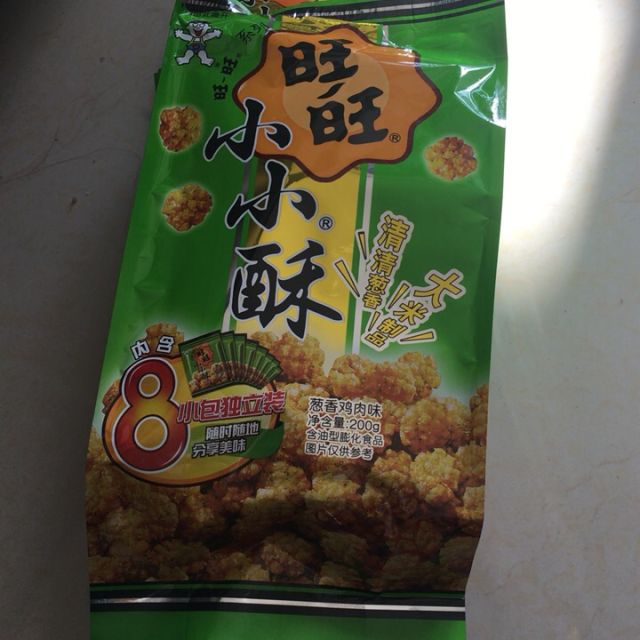 旺-旺
旺旺®
小小®酥
清清葱香
大米制品
内含
8
小包独立装
随时随地
分享美味
葱香鸡肉味
净含量:200g
含油型膨化食品
图片仅供参考